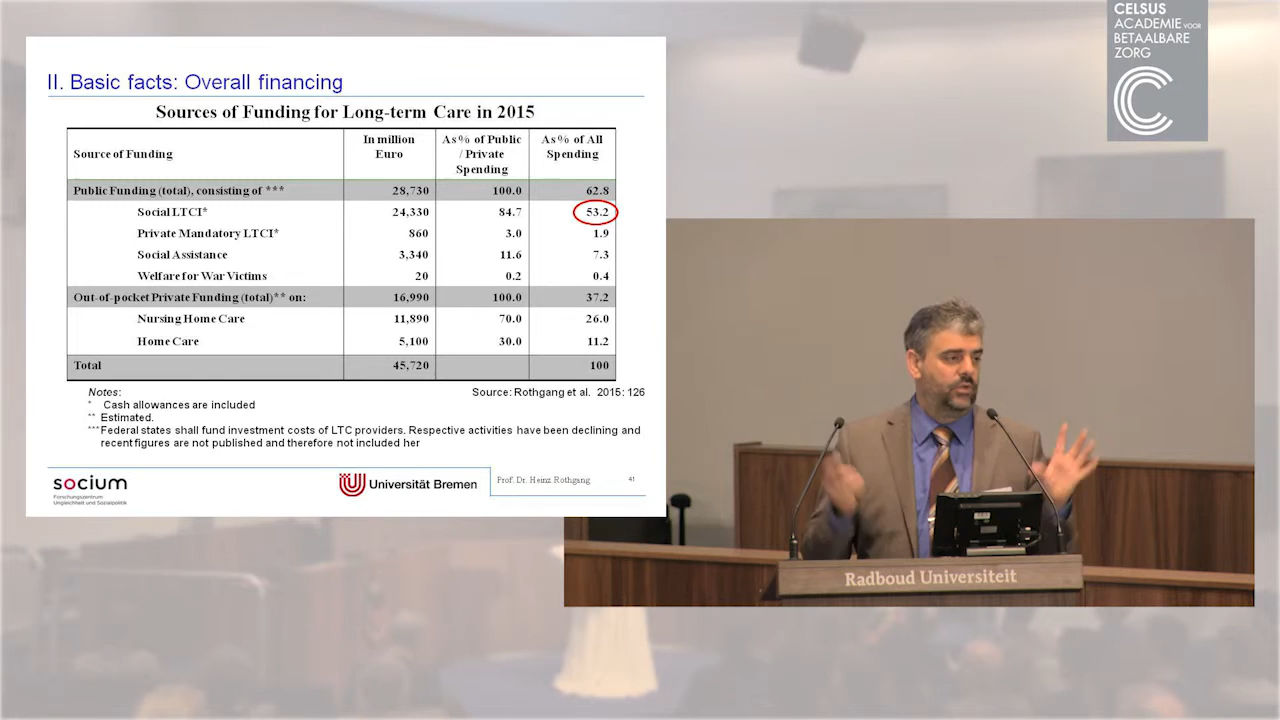 II. Basic facts: Overall financing
Sources of Funding for Long-term Care in 2015
Source of Funding In million Euro As % of Public / Private Spending As % of All Spending
Public Funding (total), consisting of *** 28,730 100.0 62.8
Social LTCI* 24,330 84.7 53.2
Private Mandatory LTCI* 860 3.0 1.9
Social Assistance 3,340 11.6 7.3
Welfare for War Victims 20 0.2 0.4
Out-of-pocket Private Funding (total)** on: 16,990 100.0 37.2
Nursing Home Care 11,890 70.0 26.0
Home Care 5,100 30.0 11.2
Total 45,720 100
Notes: Source: Rothgang et al. 2015: 126
* Cash allowances are included
** Estimated.
***Federal states shall fund investment costs of LTC providers. Respective activities have been declining and
recent figures are not published and therefore not included her
socium
Forschungszentrum
Ungleichheit und Sozialpolitik
Universität Bremen
Prof. Dr. Heinz Rothgang 41
CELSUS
ACADEMIE VOOR
BETAALBARE
ZORG
Radboud Universiteit